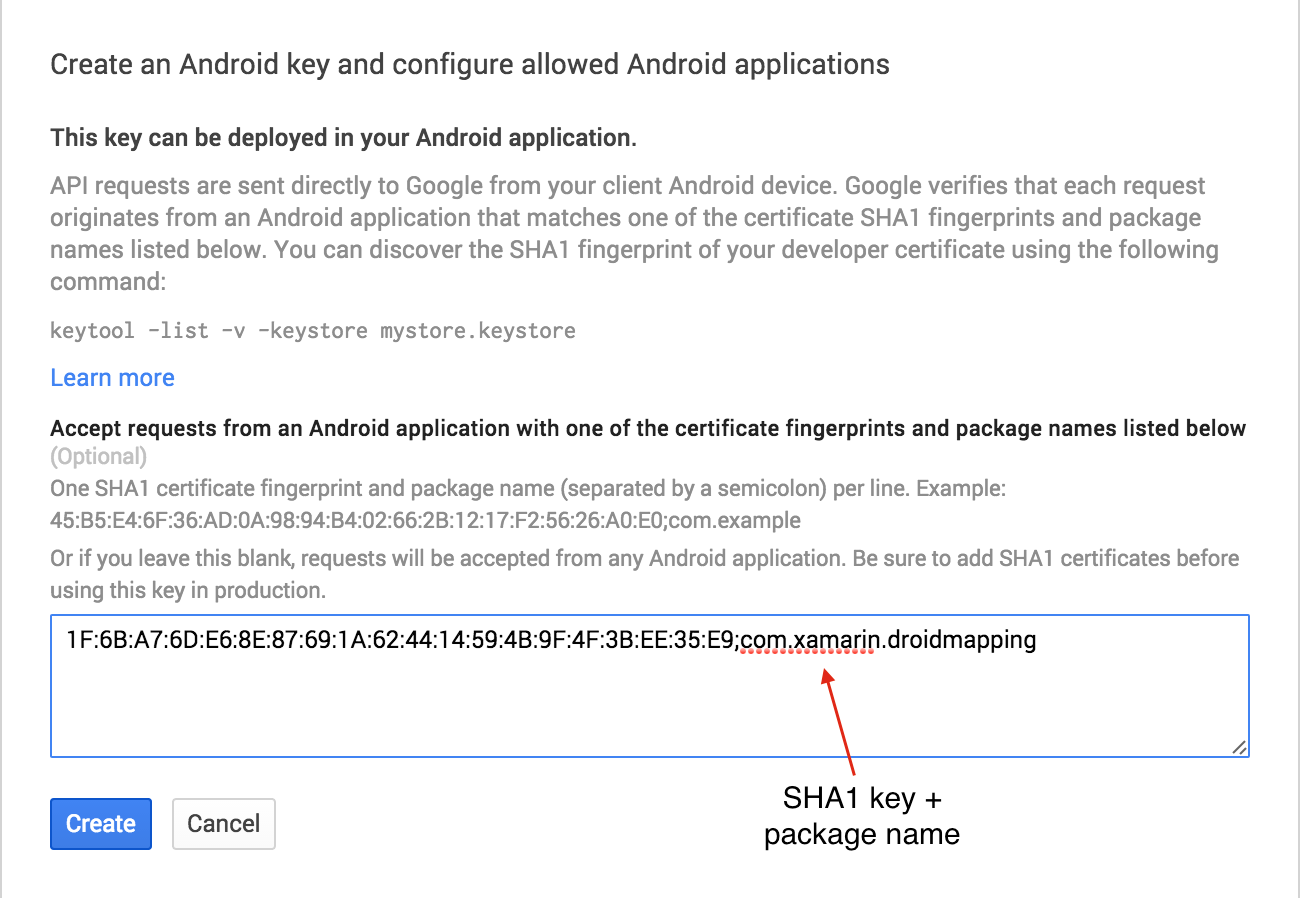 Create an Android key and configure allowed Android applications
This key can be deployed in your Android application.
API requests are sent directly to Google from your client Android device. Google verifies that each request
originates from an Android application that matches one of the certificate SHA1 fingerprints and package
names listed below. You can discover the SHA1 fingerprint of your developer certificate using the following
command:
keytool -list -v -keystore mystore.keystore
Learn more
Accept requests from an Android application with one of the certificate fingerprints and package names listed below
(Optional)
One SHA1 certificate fingerprint and package name (separated by a semicolon) per line. Example:
45:B5:E4:6F:36:AD:0A:98:94:B4:02:66:2B:12:17:F2:56:26:A0:E0;com.example
Or if you leave this blank, requests will be accepted from any Android application. Be sure to add SHA1 certificates before
using this key in production.
1F:6B:A7:6D:E6:8E:87:69:1A:62:44:14:59:4B:9F:4F:3B:EE:35:E9;com.xamarin.droidmapping
SHA1 key +
package name
Create
Cancel